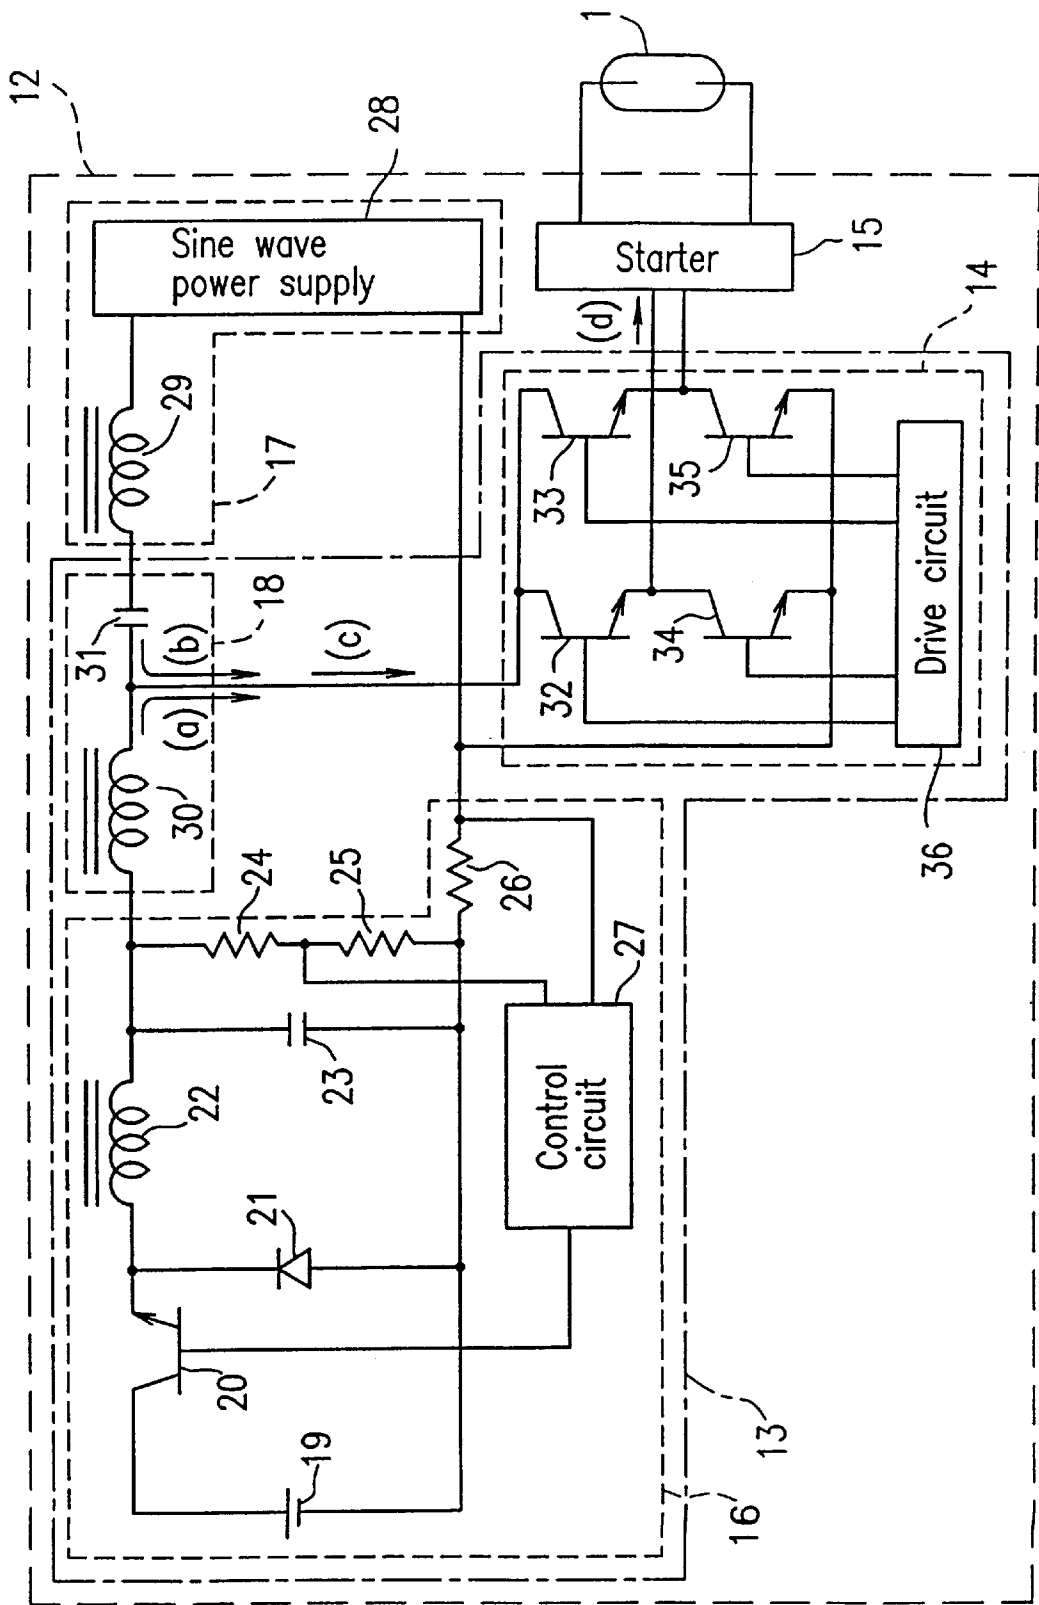 12
28
Sine wave
power supply
29
17
1
Starter
15
(d)
14
31
18
(b)
(a)
(c)
30
33
35
32
34
Drive circuit
36
24
25
26
27
22
23
Control
circuit
21
20
19
13
16